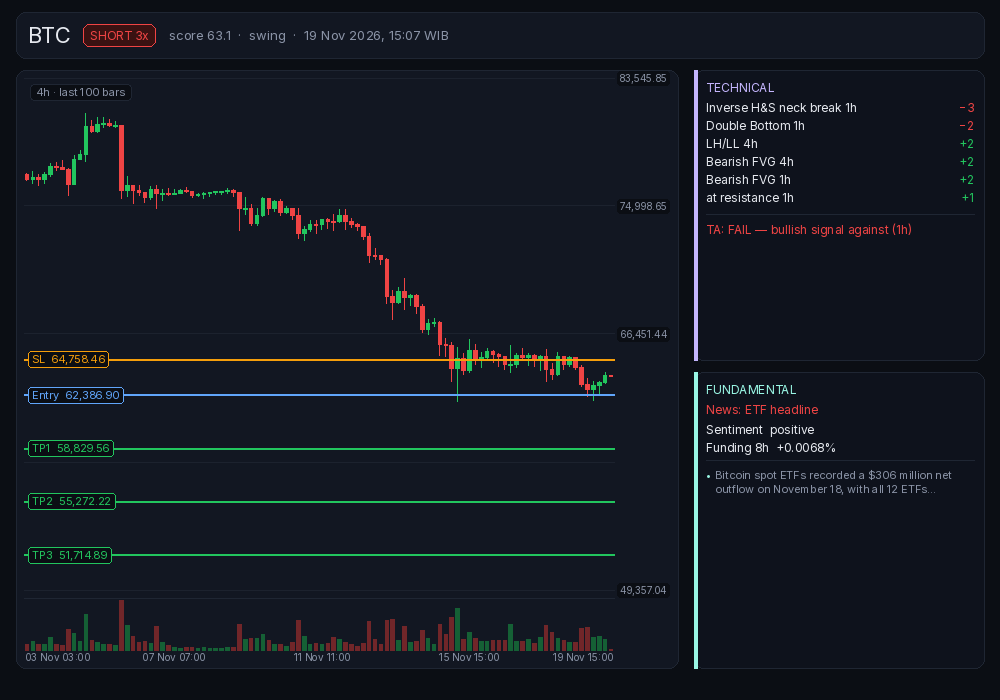 BTC SHORT 3x score 63.1 · swing · 19 Nov 2026, 15:07 WIB
4h · last 100 bars
83,545.85
74,998.65
66,451.44
SL 64,758.46
Entry 62,386.90
TP1 58,829.56
TP2 55,272.22
TP3 51,714.89
49,357.04
03 Nov 03:00 07 Nov 07:00 11 Nov 11:00 15 Nov 15:00 19 Nov 15:00
TECHNICAL
Inverse H&S neck break 1h −3
Double Bottom 1h −2
LH/LL 4h +2
Bearish FVG 4h +2
Bearish FVG 1h +2
at resistance 1h +1
TA: FAIL — bullish signal against (1h)
FUNDAMENTAL
News: ETF headline
Sentiment positive
Funding 8h +0.0068%
• Bitcoin spot ETFs recorded a $306 million net
outflow on November 18, with all 12 ETFs...